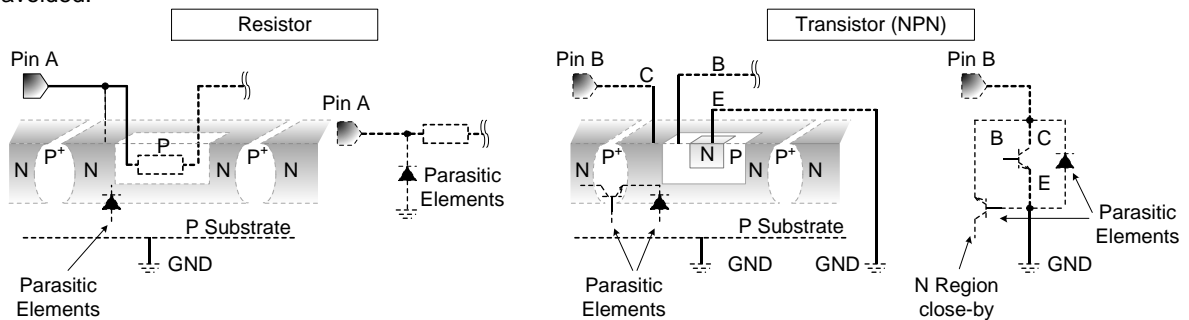 avoided.
Resistor
Transistor (NPN)
Pin A
Pin A
N P+ N P N P+ N
Parasitic
Elements
P Substrate
GND
Parasitic
Elements
Pin B
C
B
E
N P+ N N P N P+ N
P Substrate
GND
GND
Parasitic
Elements
Pin B
B C
E
Parasitic
Elements
GND
N Region
close-by